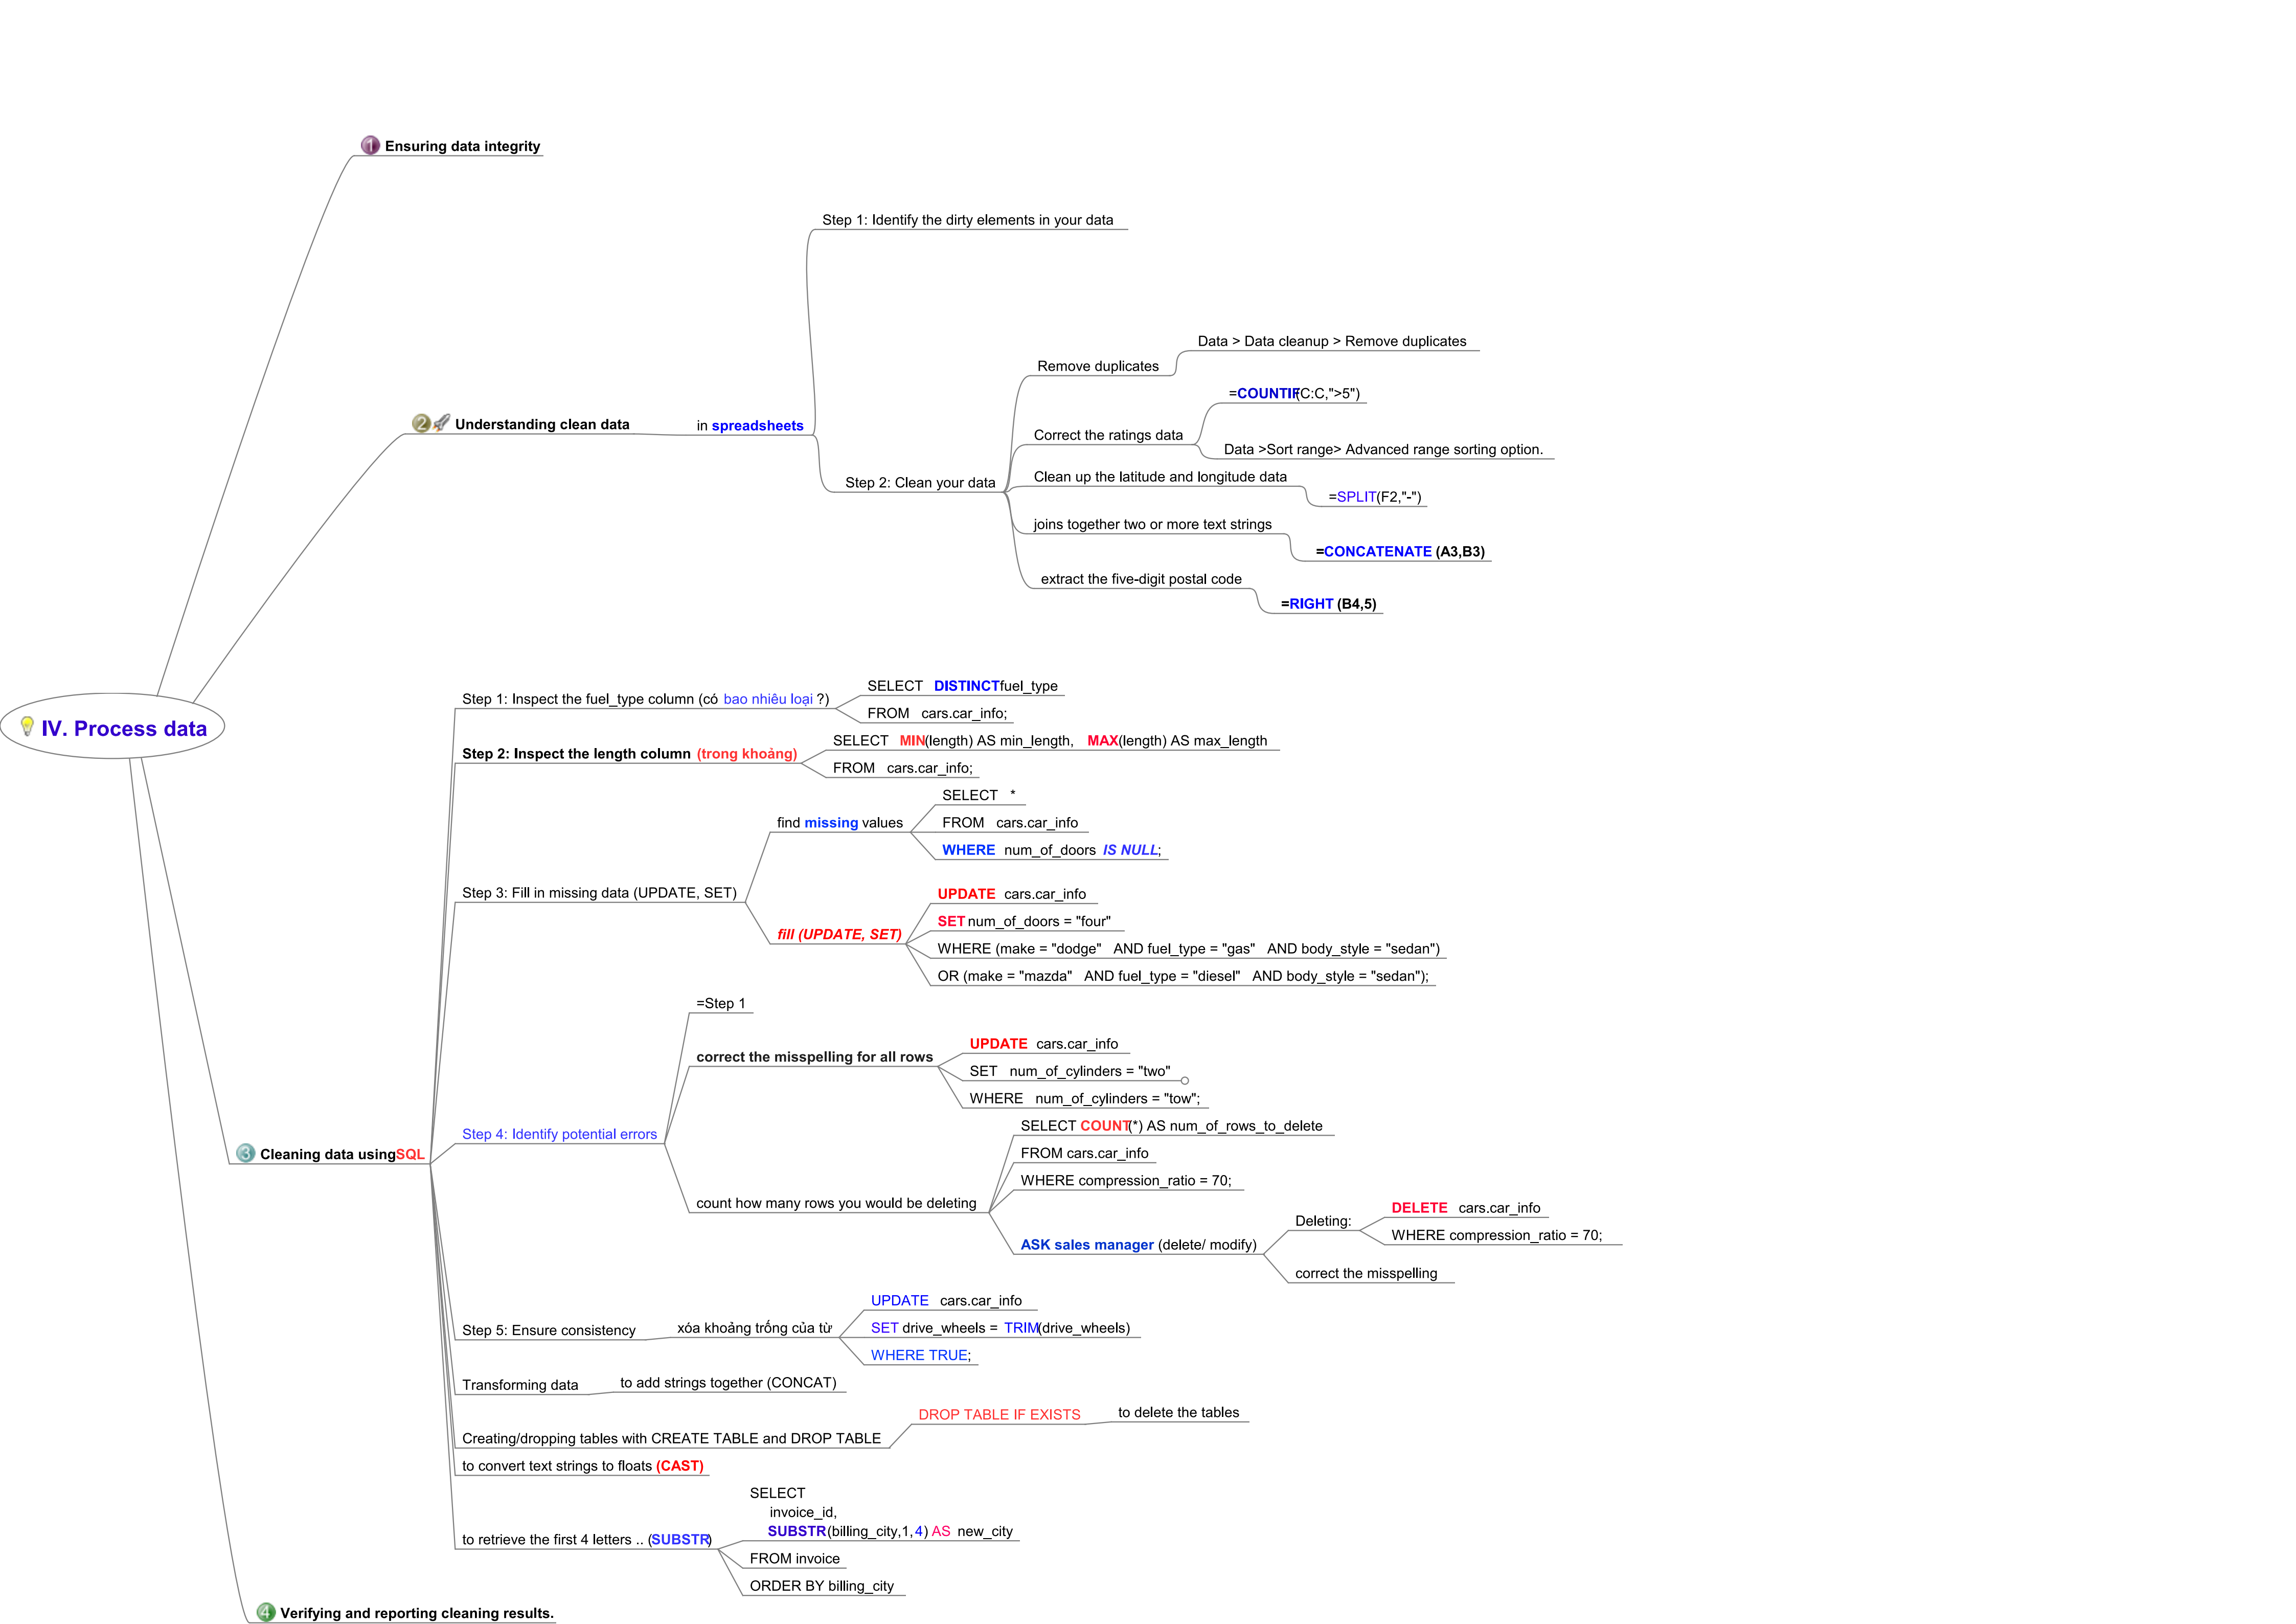 IV. Process data
1 Ensuring data integrity
2 Understanding clean data
in spreadsheets
Step 1: Identify the dirty elements in your data
Step 2: Clean your data
Remove duplicates
Data > Data cleanup > Remove duplicates
Correct the ratings data
=COUNTIF(C:C,">5")
Data >Sort range> Advanced range sorting option.
Clean up the latitude and longitude data
=SPLIT(F2,"-")
joins together two or more text strings
=CONCATENATE (A3,B3)
extract the five-digit postal code
=RIGHT (B4,5)
3 Cleaning data using SQL
Step 1: Inspect the fuel_type column (có bao nhiêu loại ?)
SELECT DISTINCT fuel_type
FROM cars.car_info;
Step 2: Inspect the length column (trong khoảng)
SELECT MIN(length) AS min_length, MAX(length) AS max_length
FROM cars.car_info;
Step 3: Fill in missing data (UPDATE, SET)
find missing values
SELECT *
FROM cars.car_info
WHERE num_of_doors IS NULL;
fill (UPDATE, SET)
UPDATE cars.car_info
SET num_of_doors = "four"
WHERE (make = "dodge" AND fuel_type = "gas" AND body_style = "sedan")
OR (make = "mazda" AND fuel_type = "diesel" AND body_style = "sedan");
Step 4: Identify potential errors
=Step 1
correct the misspelling for all rows
UPDATE cars.car_info
SET num_of_cylinders = "two"
WHERE num_of_cylinders = "tow";
count how many rows you would be deleting
SELECT COUNT(*) AS num_of_rows_to_delete
FROM cars.car_info
WHERE compression_ratio = 70;
ASK sales manager (delete/ modify)
Deleting:
DELETE cars.car_info
WHERE compression_ratio = 70;
correct the misspelling
Step 5: Ensure consistency
xóa khoảng trống của từ
UPDATE cars.car_info
SET drive_wheels = TRIM(drive_wheels)
WHERE TRUE;
Transforming data
to add strings together (CONCAT)
Creating/dropping tables with CREATE TABLE and DROP TABLE
DROP TABLE IF EXISTS
to delete the tables
to convert text strings to floats (CAST)
to retrieve the first 4 letters .. (SUBSTR)
SELECT
invoice_id,
SUBSTR(billing_city,1,4) AS new_city
FROM invoice
ORDER BY billing_city
4 Verifying and reporting cleaning results.